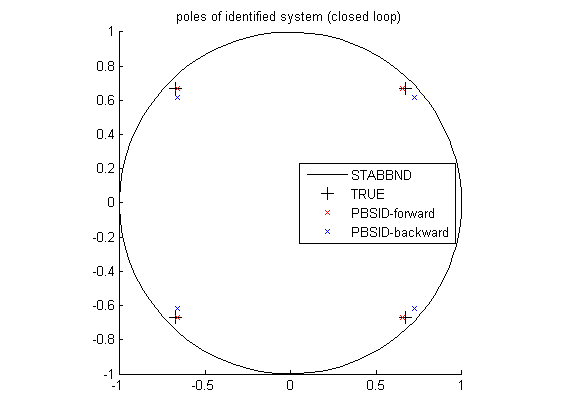 poles of identified system (closed loop)
1
0.8
0.6
0.4
0.2
0
-0.2
-0.4
-0.6
-0.8
-1
STABBND
TRUE
PBSID-forward
PBSID-backward
-1 -0.5 0 0.5 1